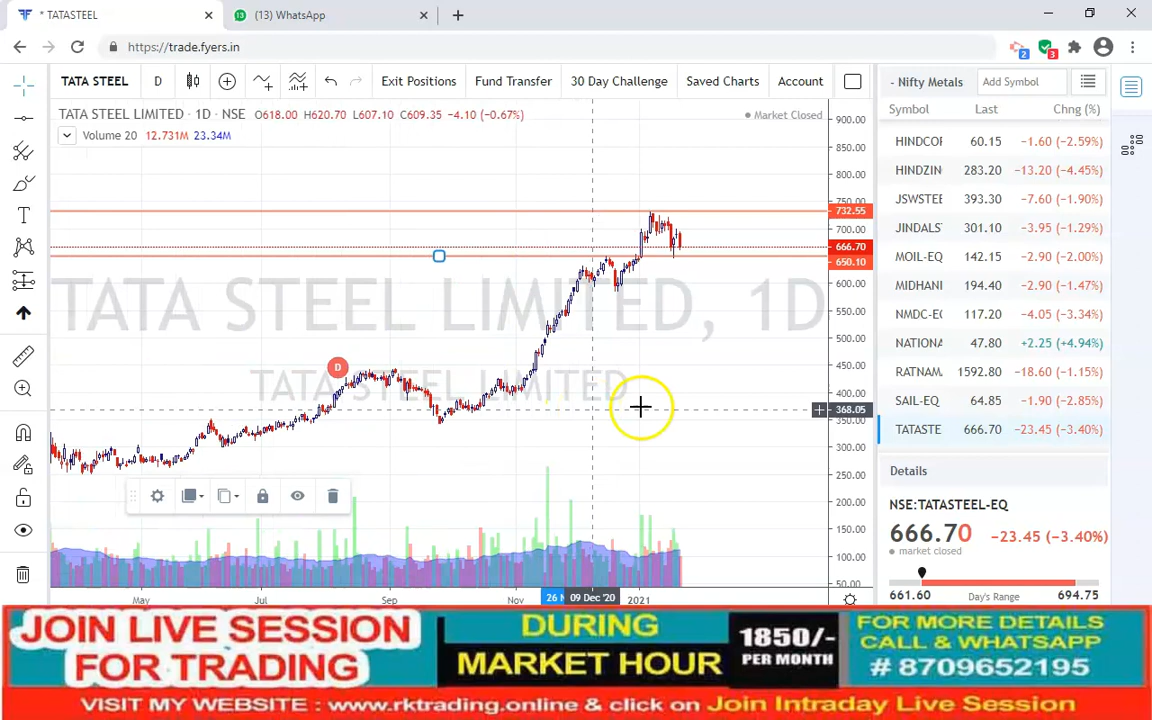 * TATASTEEL
(13) WhatsApp
https://trade.fyers.in
2
3
TATA STEEL
D
Exit Positions
Fund Transfer
30 Day Challenge
Saved Charts
Account
- Nifty Metals
Add Symbol
TATA STEEL LIMITED · 1D · NSE O618.00 H620.70 L607.10 C609.35 -4.10 (-0.67%)
Market Closed
Volume 20 12.731M 23.34M
Symbol Last Chng (%)
HINDCOF 60.15 -1.60 (-2.59%)
HINDZIN 283.20 -13.20 (-4.45%)
JSWSTEE 393.30 -7.60 (-1.90%)
JINDALS 301.10 -3.95 (-1.29%)
MOIL-EQ 142.15 -2.90 (-2.00%)
MIDHANI 194.40 -2.90 (-1.47%)
NMDC-EC 117.20 -4.05 (-3.34%)
NATIONA 47.80 +2.25 (+4.94%)
RATNAM 1592.80 -18.60 (-1.15%)
SAIL-EQ 64.85 -1.90 (-2.85%)
TATASTE 666.70 -23.45 (-3.40%)
900.00
850.00
800.00
750.00
732.55
700.00
666.70
650.10
600.00
550.00
500.00
450.00
400.00
368.05
300.00
250.00
200.00
150.00
100.00
50.00
TATA STEEL LIMITED, 1D
TATA STEEL LIMITED
D
May
Jul
Sep
Nov
26 N
09 Dec '20
2021
Details
NSE:TATASTEEL-EQ
666.70 -23.45 (-3.40%)
market closed
661.60 Day's Range 694.75
JOIN LIVE SESSION
FOR TRADING
DURING
MARKET HOUR
1850/-
PER MONTH
FOR MORE DETAILS
CALL & WHATSAPP
# 8709652195
VISIT MY WEBSITE : www.rktrading.online & click on Join Intraday Live Session